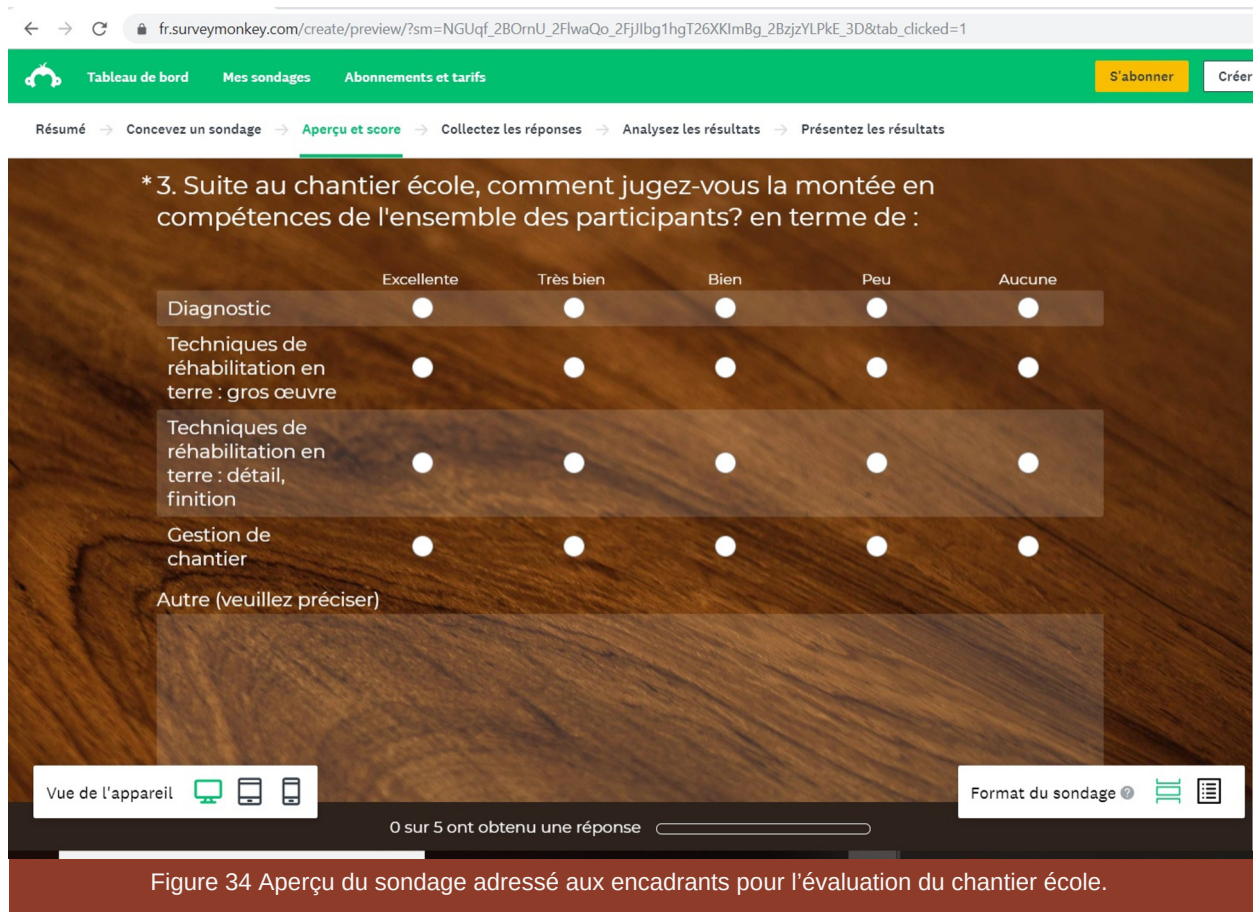 fr.surveymonkey.com/create/preview/?sm=NGUqf_2BOrnU_2FlwaQo_2FjJIbg1hgT26XKImBg_2BzjzYLPkE_3D&tab_clicked=1
Tableau de bord Mes sondages Abonnements et tarifs S'abonner Créer
Résumé → Concevez un sondage → Aperçu et score → Collectez les réponses → Analysez les résultats → Présentez les résultats
* 3. Suite au chantier école, comment jugez-vous la montée en
compétences de l'ensemble des participants? en terme de :
Excellente Très bien Bien Peu Aucune
Diagnostic
Techniques de
réhabilitation en
terre : gros œuvre
Techniques de
réhabilitation en
terre : détail,
finition
Gestion de
chantier
Autre (veuillez préciser)
Vue de l'appareil Format du sondage ?
0 sur 5 ont obtenu une réponse
Figure 34 Aperçu du sondage adressé aux encadrants pour l’évaluation du chantier école.